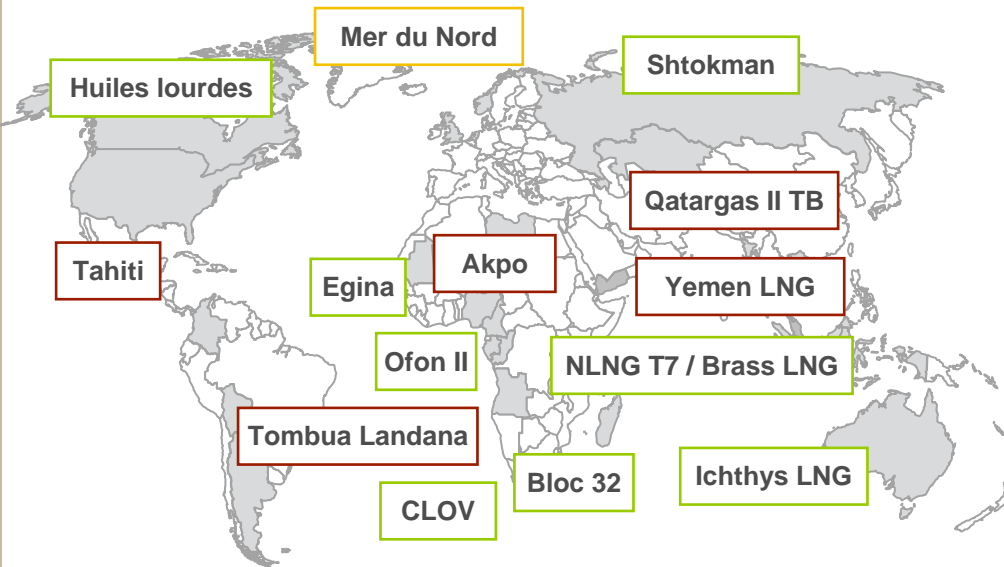 Mer du Nord
Shtokman
Huiles lourdes
Qatargas II TB
Tahiti
Akpo
Egina
Yemen LNG
Ofon II
NLNG T7 / Brass LNG
Tombua Landana
Bloc 32
Ichthys LNG
CLOV